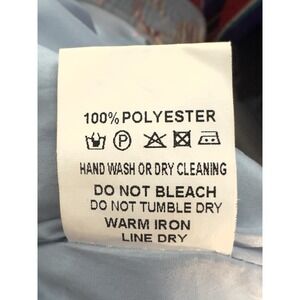 100% POLYESTER
P
HAND WASH OR DRY CLEANING
DO NOT BLEACH
DO NOT TUMBLE DRY
WARM IRON
LINE DRY